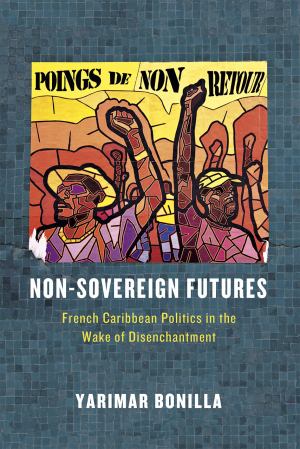 POINGS DE NON RETOUR
NON-SOVEREIGN FUTURES
French Caribbean Politics in the
Wake of Disenchantment
YARIMAR BONILLA